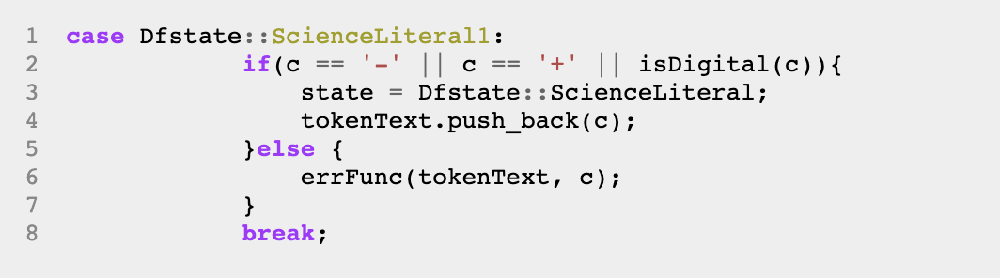 1 case Dfstate::ScienceLiteral1:
2             if(c == '-' || c == '+' || isDigital(c)){
3                 state = Dfstate::ScienceLiteral;
4                 tokenText.push_back(c);
5             }else {
6                 errFunc(tokenText, c);
7             }
8             break;